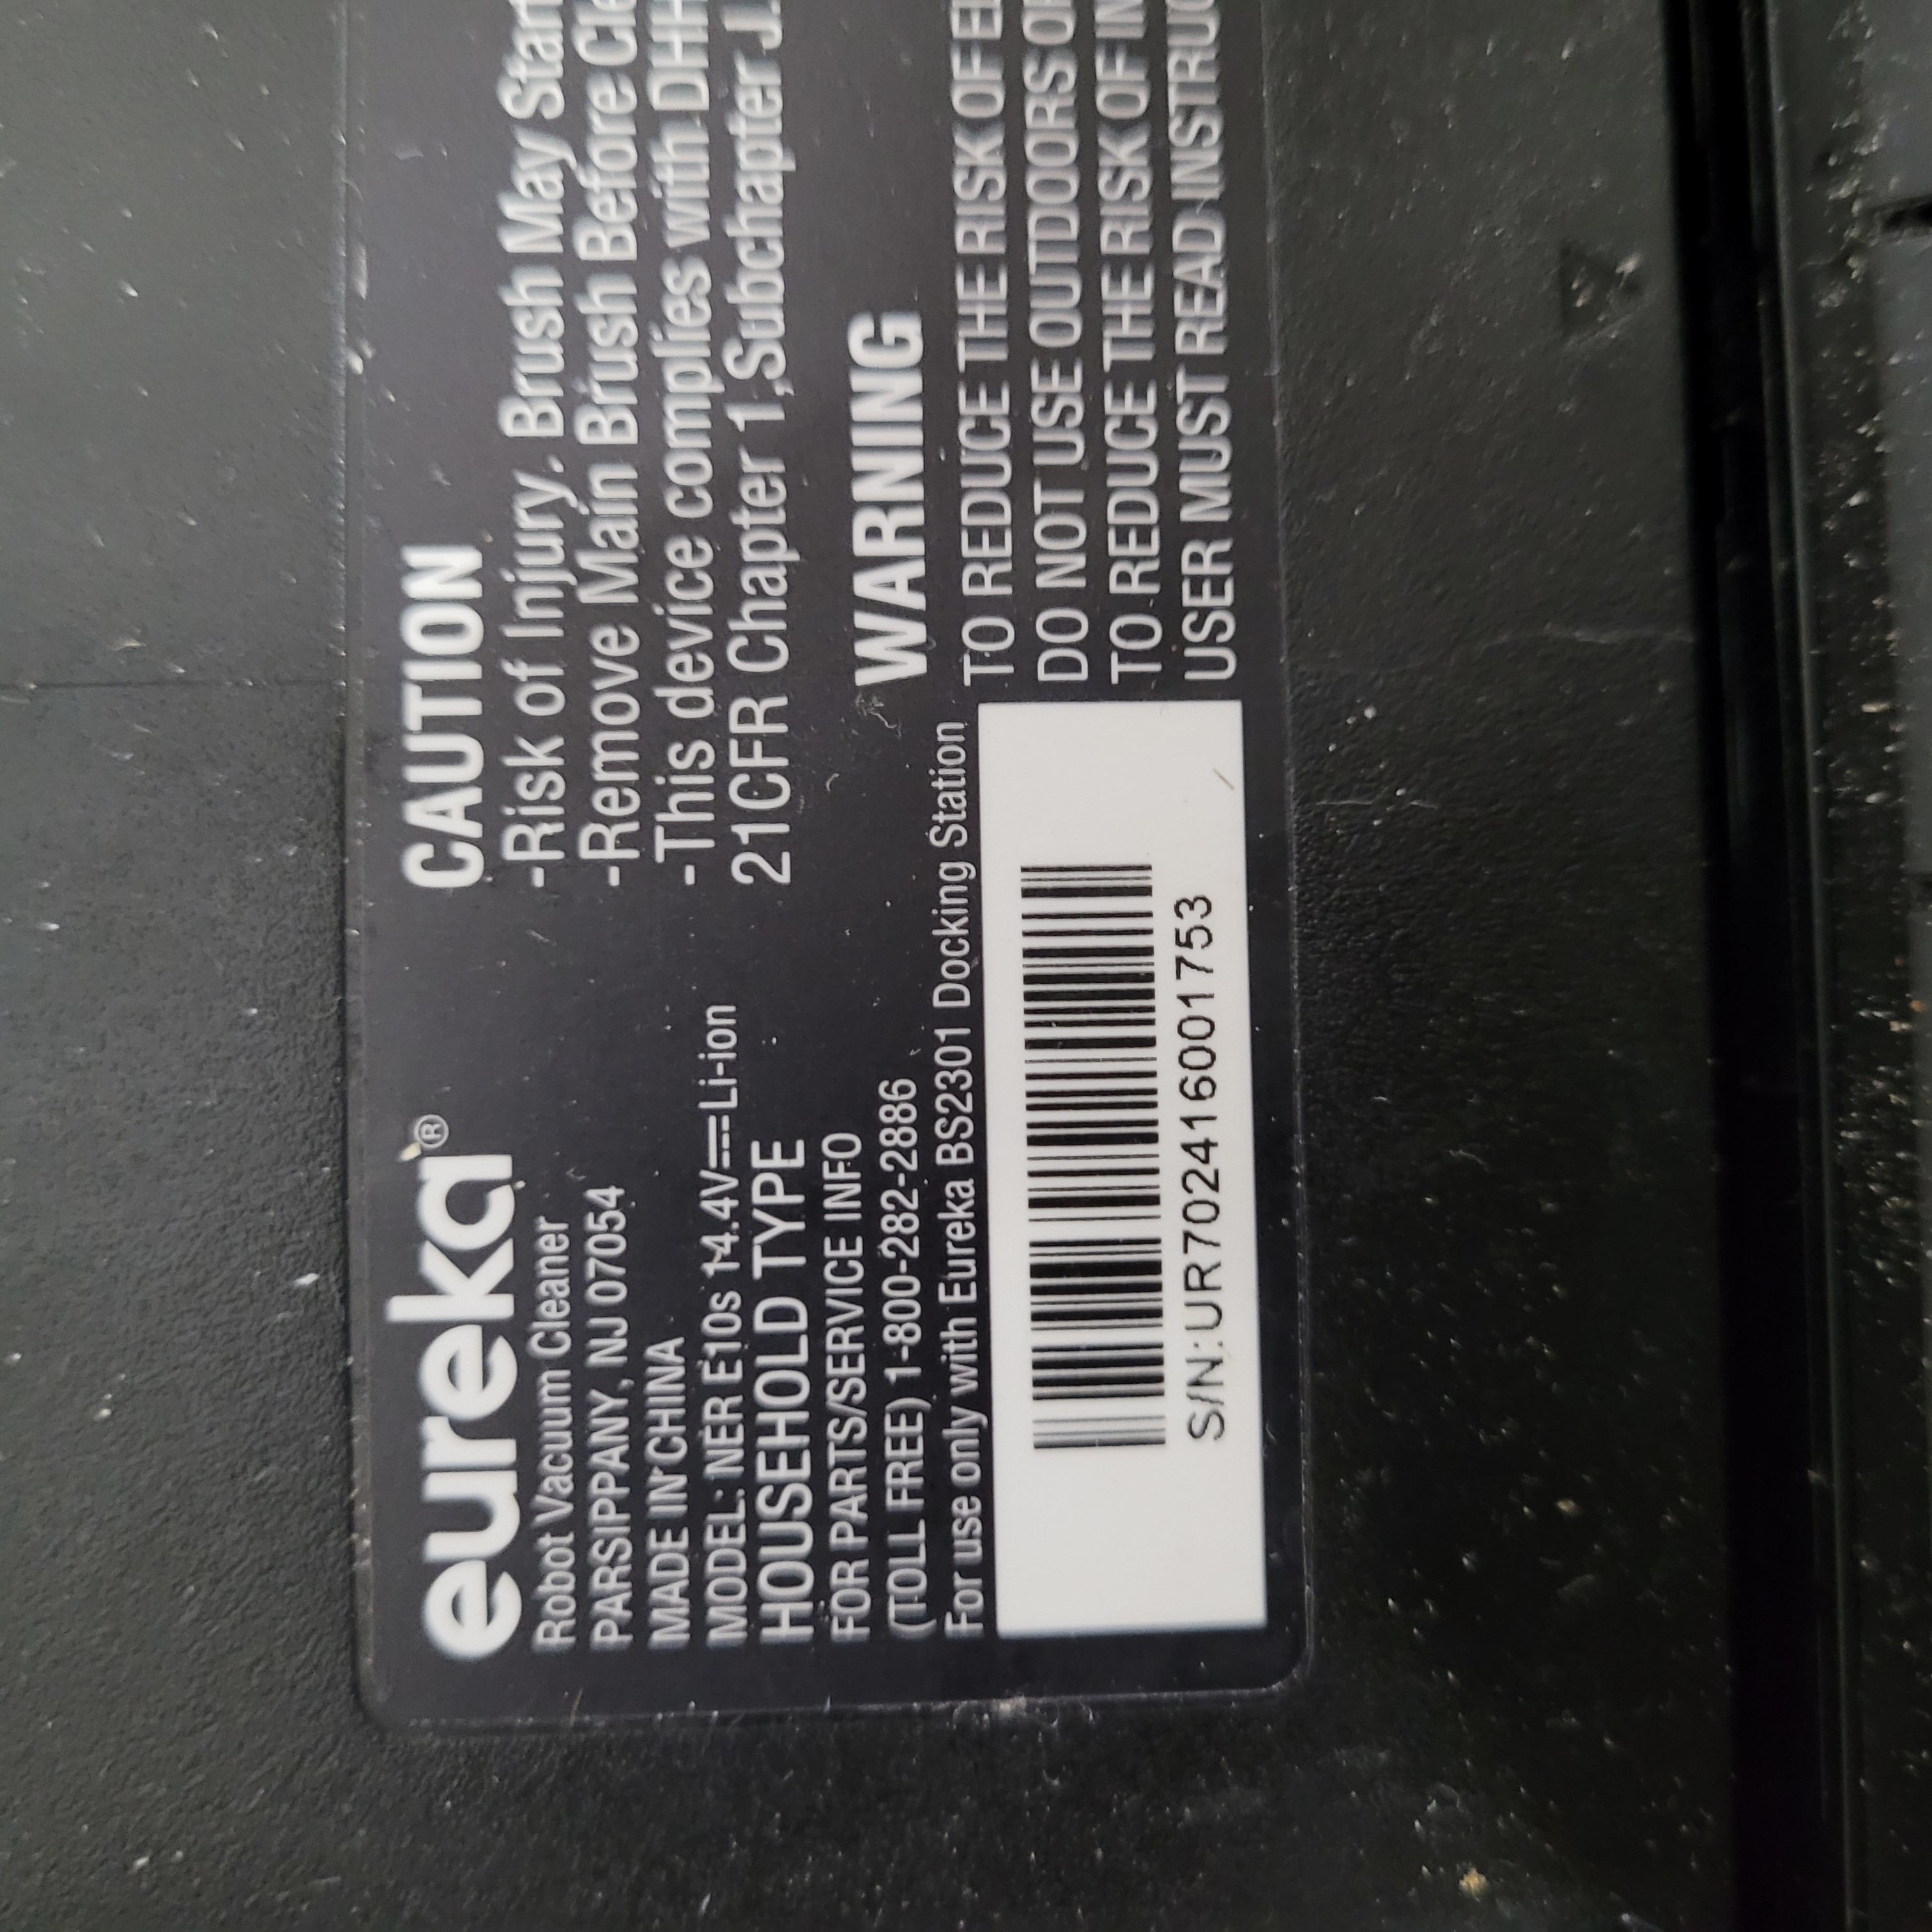 eureka®
Robot Vacuum Cleaner
PARSIPPANY, NJ 07054
MADE IN CHINA
MODEL: NER E10s 14.4V⎓Li-ion
HOUSEHOLD TYPE
FOR PARTS/SERVICE INFO
(TOLL FREE) 1-800-282-2886
For use only with Eureka BS2301 Docking Station
S/N:UR702416001753
CAUTION
-Risk of Injury. Brush May Start
-Remove Main Brush Before
-This device complies with
21CFR Chapter 1,Subchapter J.
WARNING
TO REDUCE THE RISK OF
DO NOT USE OUTDOORS
TO REDUCE THE RISK OF
USER MUST READ